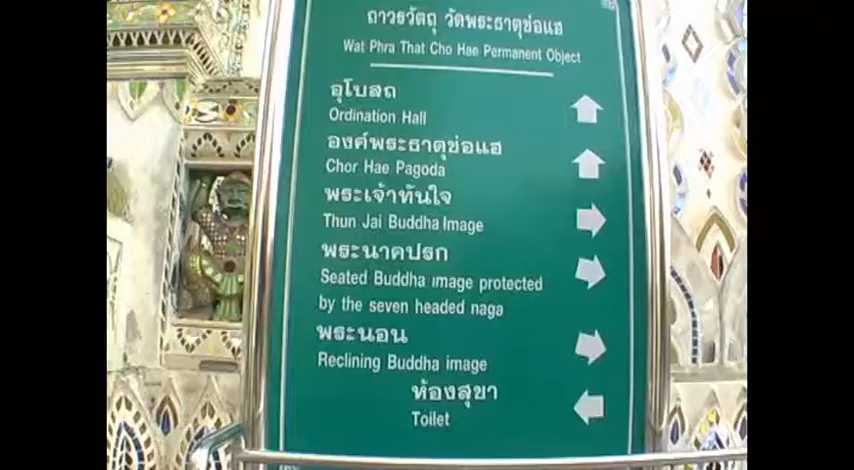 ถาวรวัตถุ วัดพระธาตุช่อแฮ
Wat Phra That Cho Hae Permanent Object
อุโบสถ
Ordination Hall
องค์พระธาตุช่อแฮ
Chor Hae Pagoda
พระเจ้าทันใจ
Thun Jai Buddha Image
พระนาคปรก
Seated Buddha image protected
by the seven headed naga
พระนอน
Reclining Buddha image
ห้องสุขา
Toilet